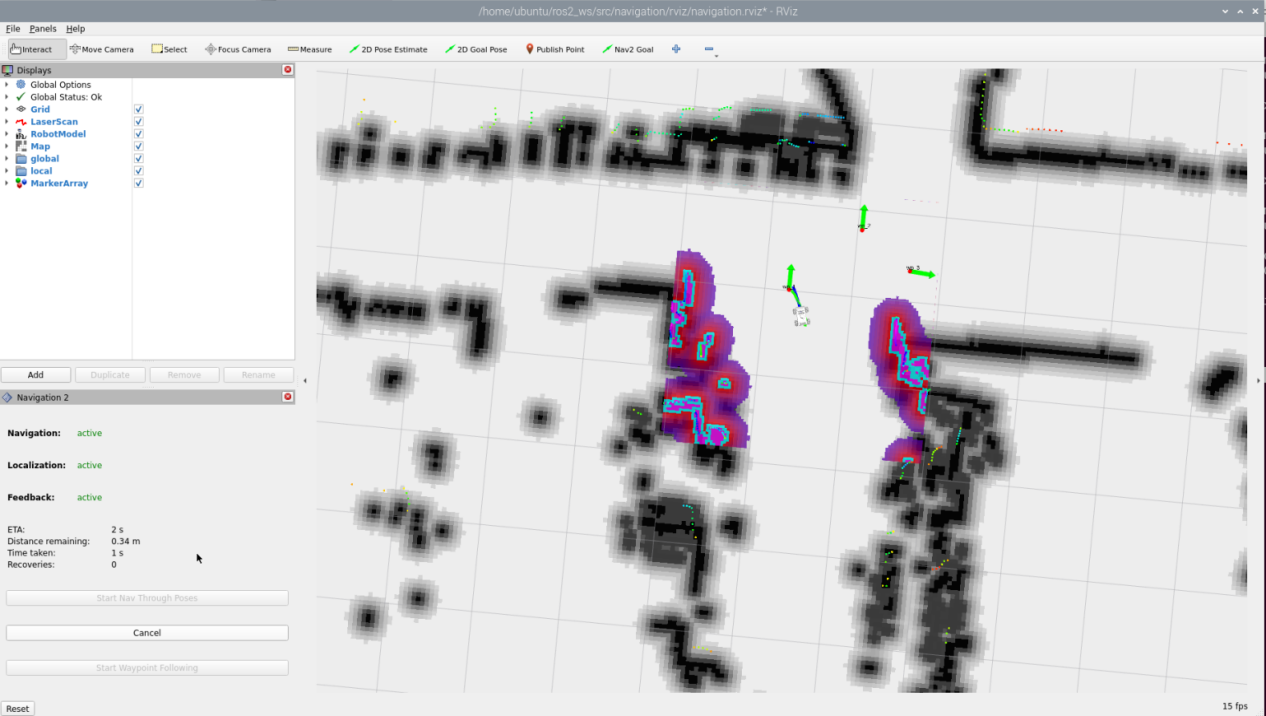 /home/ubuntu/ros2_ws/src/navigation/rviz/navigation.rviz* - RViz
File Panels Help
Interact Move Camera Select Focus Camera Measure 2D Pose Estimate 2D Goal Pose Publish Point Nav2 Goal
Displays
Global Options
Global Status: Ok
Grid
LaserScan
RobotModel
Map
global
local
MarkerArray
Add Duplicate Remove Rename
Navigation 2
Navigation: active
Localization: active
Feedback: active
ETA: 2 s
Distance remaining: 0.34 m
Time taken: 1 s
Recoveries: 0
Start Nav Through Poses
Cancel
Start Waypoint Following
Reset
15 fps